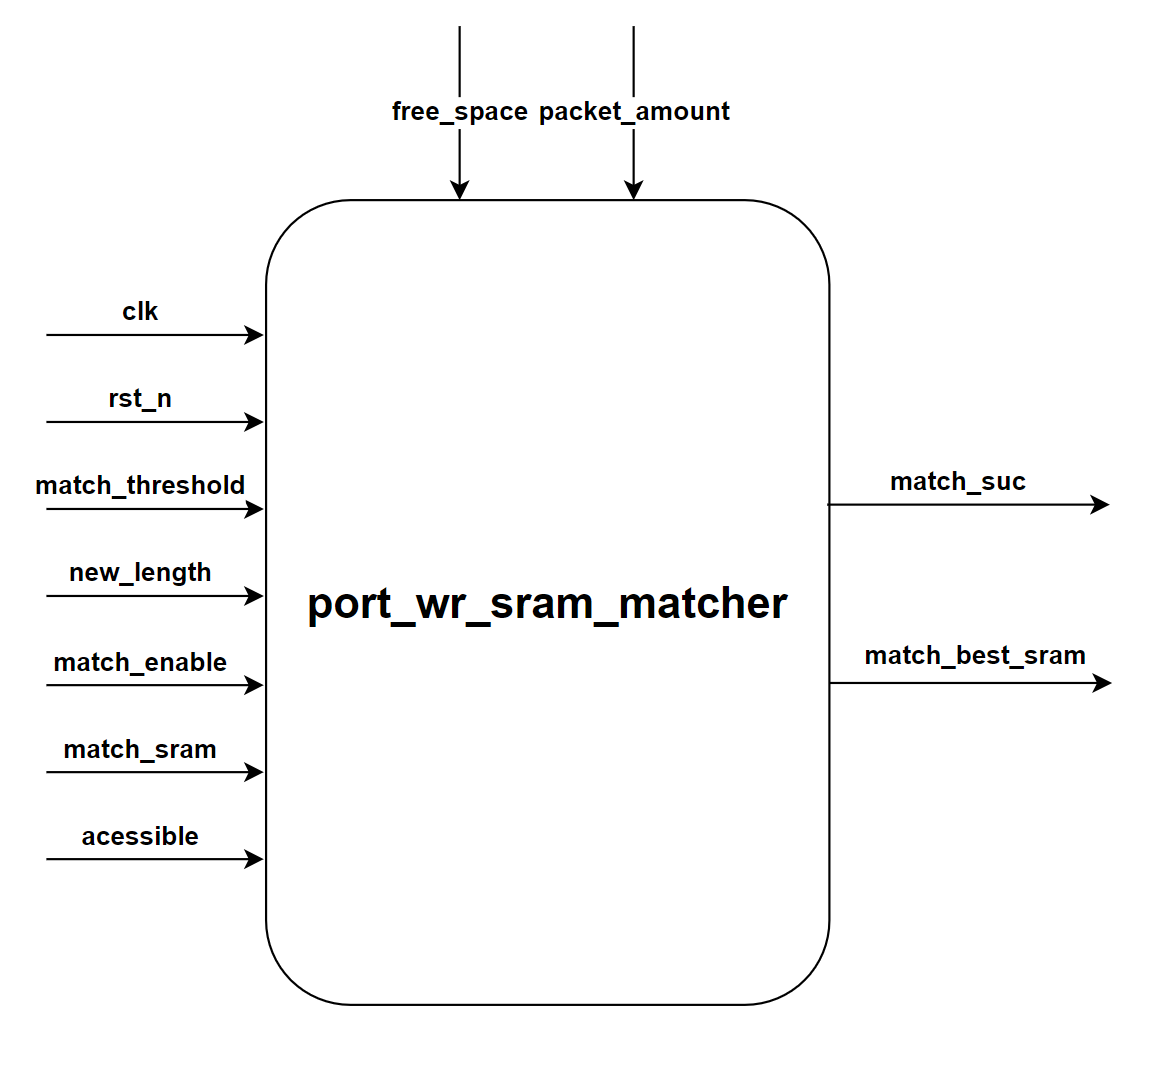 free_space packet_amount
clk
rst_n
match_threshold
match_suc
new_length
port_wr_sram_matcher
match_enable
match_best_sram
match_sram
acessible